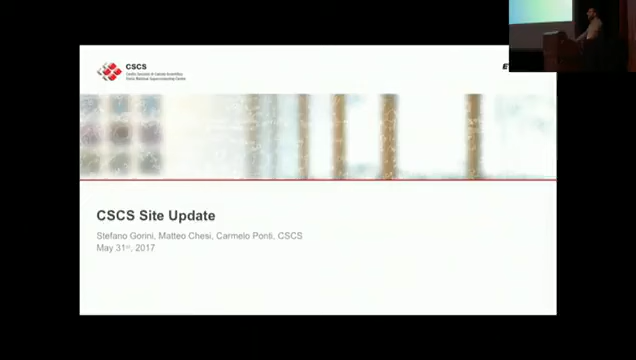 CSCS
CSCS Site Update
Stefano Gorini, Matteo Chesi, Carmelo Ponti, CSCS
May 31st, 2017